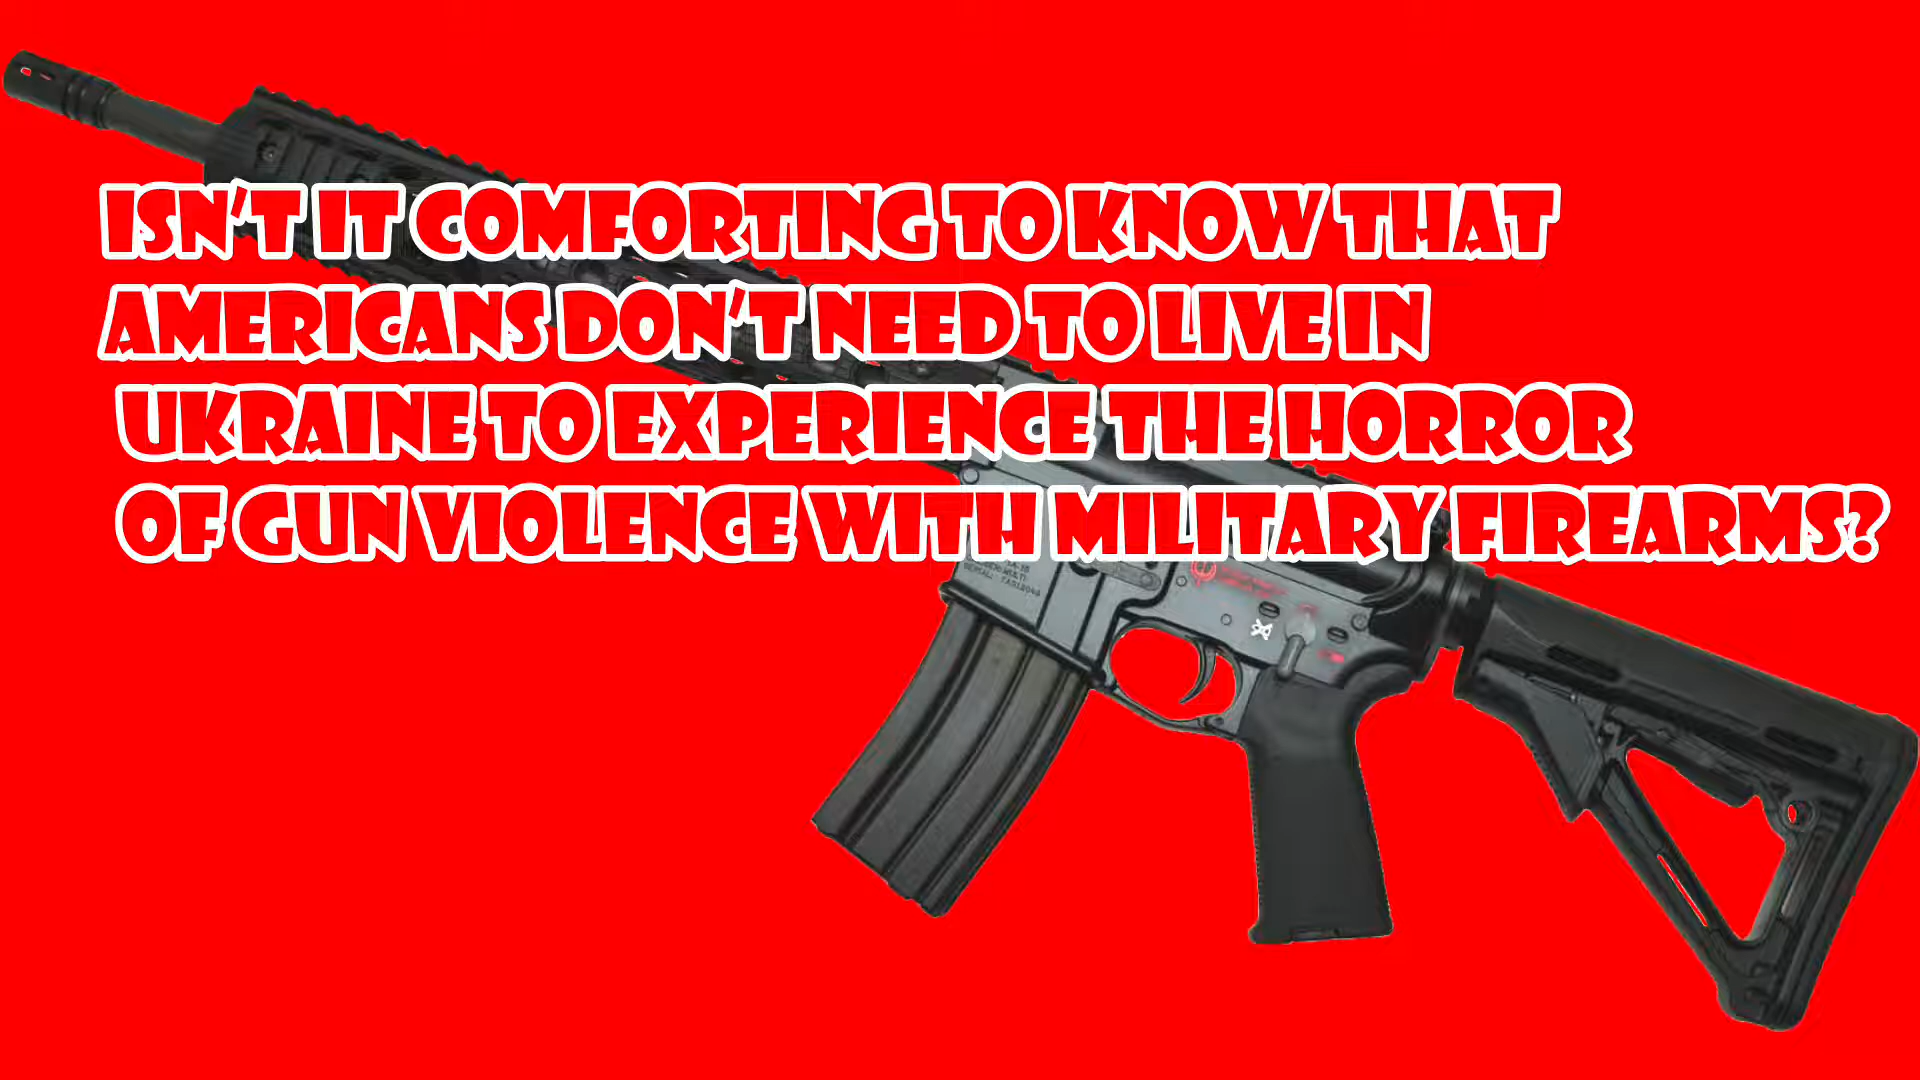 ISN'T IT COMFORTING TO KNOW THAT
AMERICANS DON'T NEED TO LIVE IN
UKRAINE TO EXPERIENCE THE HORROR
OF GUN VIOLENCE WITH MILITARY FIREARMS?
SERIAL: